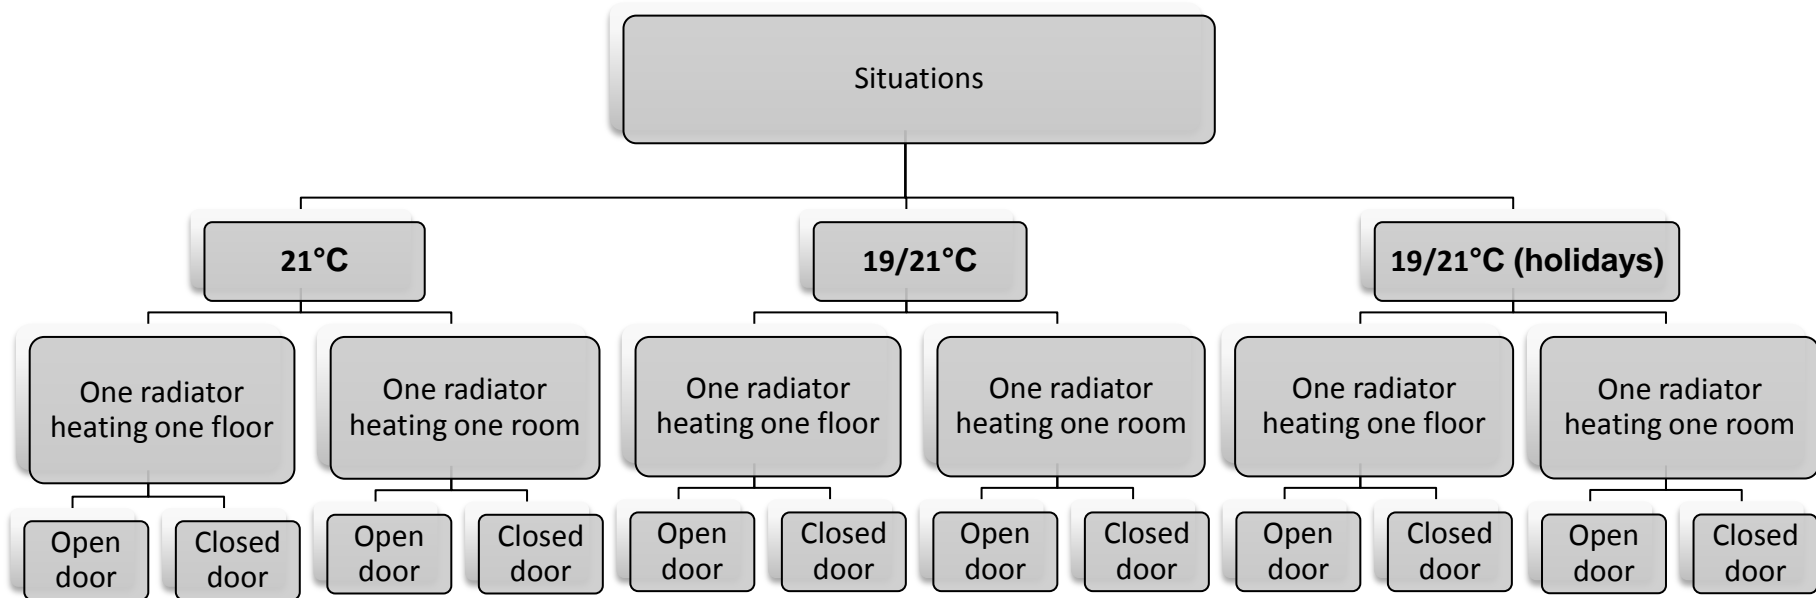 Situations
21°C
19/21°C
19/21°C (holidays)
One radiator
heating one floor
One radiator
heating one room
One radiator
heating one floor
One radiator
heating one room
One radiator
heating one floor
One radiator
heating one room
Open
door
Closed
door
Open
door
Closed
door
Open
door
Closed
door
Open
door
Closed
door
Open
door
Closed
door
Open
door
Closed
door